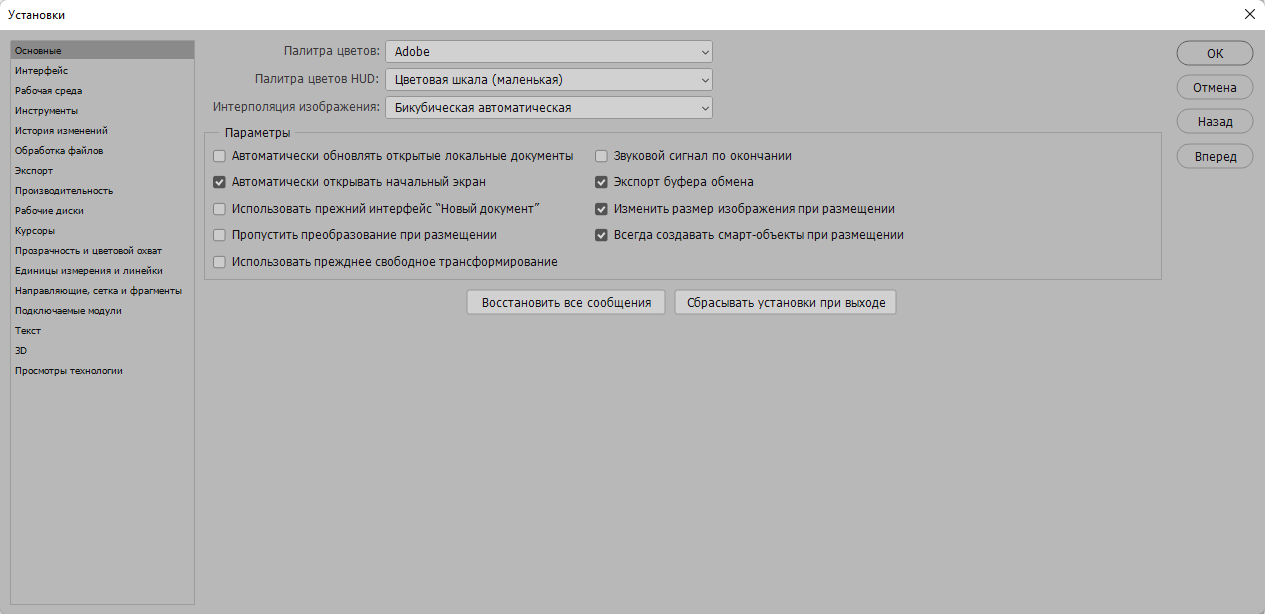 Установки
Основные
Интерфейс
Рабочая среда
Инструменты
История изменений
Обработка файлов
Экспорт
Производительность
Рабочие диски
Курсоры
Прозрачность и цветовой охват
Единицы измерения и линейки
Направляющие, сетка и фрагменты
Подключаемые модули
Текст
3D
Просмотры технологии
Палитра цветов: Adobe
Палитра цветов HUD: Цветовая шкала (маленькая)
Интерполяция изображения: Бикубическая автоматическая
Параметры
Автоматически обновлять открытые локальные документы
Автоматически открывать начальный экран
Использовать прежний интерфейс “Новый документ”
Пропустить преобразование при размещении
Использовать прежднее свободное трансформирование
Звуковой сигнал по окончании
Экспорт буфера обмена
Изменить размер изображения при размещении
Всегда создавать смарт-объекты при размещении
Восстановить все сообщения
Сбрасывать установки при выходе
ОК
Отмена
Назад
Вперед